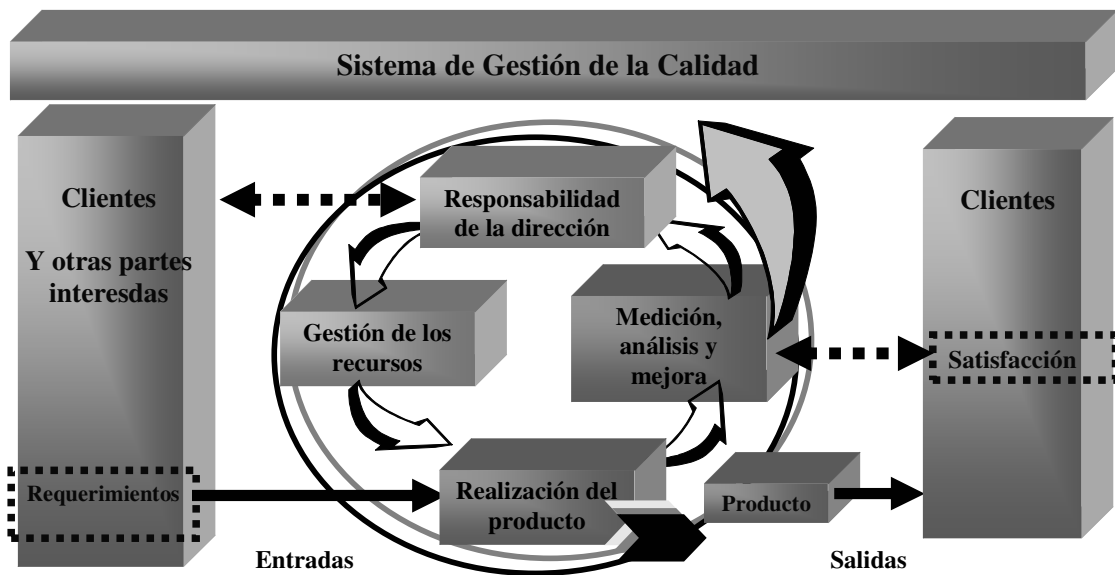 Sistema de Gestión de la Calidad
Clientes
Y otras partes
interesdas
Requerimientos
Responsabilidad
de la dirección
Gestión de los
recursos
Medición,
análisis y
mejora
Realización del
producto
Producto
Clientes
Satisfacción
Entradas
Salidas